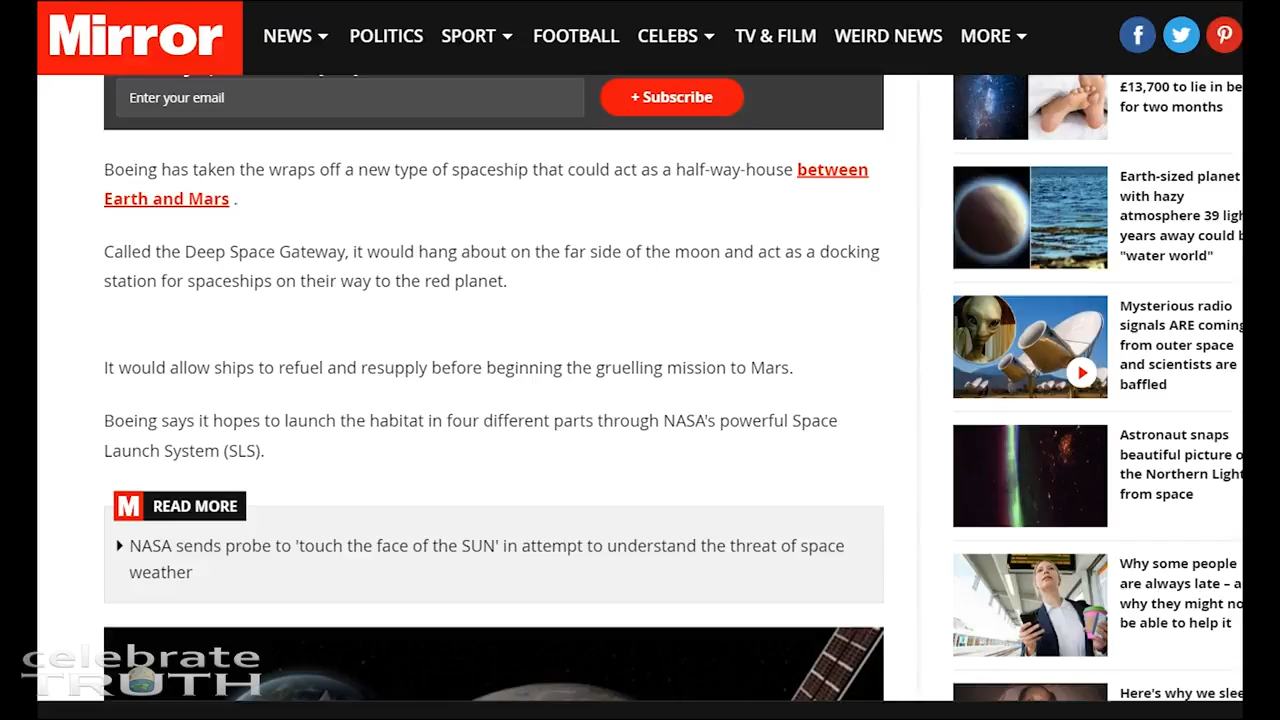 Mirror
NEWS
POLITICS
SPORT
FOOTBALL
CELEBS
TV & FILM
WEIRD NEWS
MORE
Enter your email
+ Subscribe
Boeing has taken the wraps off a new type of spaceship that could act as a half-way-house between
Earth and Mars .
Called the Deep Space Gateway, it would hang about on the far side of the moon and act as a docking
station for spaceships on their way to the red planet.
It would allow ships to refuel and resupply before beginning the gruelling mission to Mars.
Boeing says it hopes to launch the habitat in four different parts through NASA's powerful Space
Launch System (SLS).
M READ MORE
NASA sends probe to 'touch the face of the SUN' in attempt to understand the threat of space
weather
£13,700 to lie in be
for two months
Earth-sized planet
with hazy
atmosphere 39 ligh
years away could b
"water world"
Mysterious radio
signals ARE coming
from outer space
and scientists are
baffled
Astronaut snaps
beautiful picture o
the Northern Light
from space
Why some people
are always late – a
why they might no
be able to help it
Here's why we slee
celebrate
TRUTH